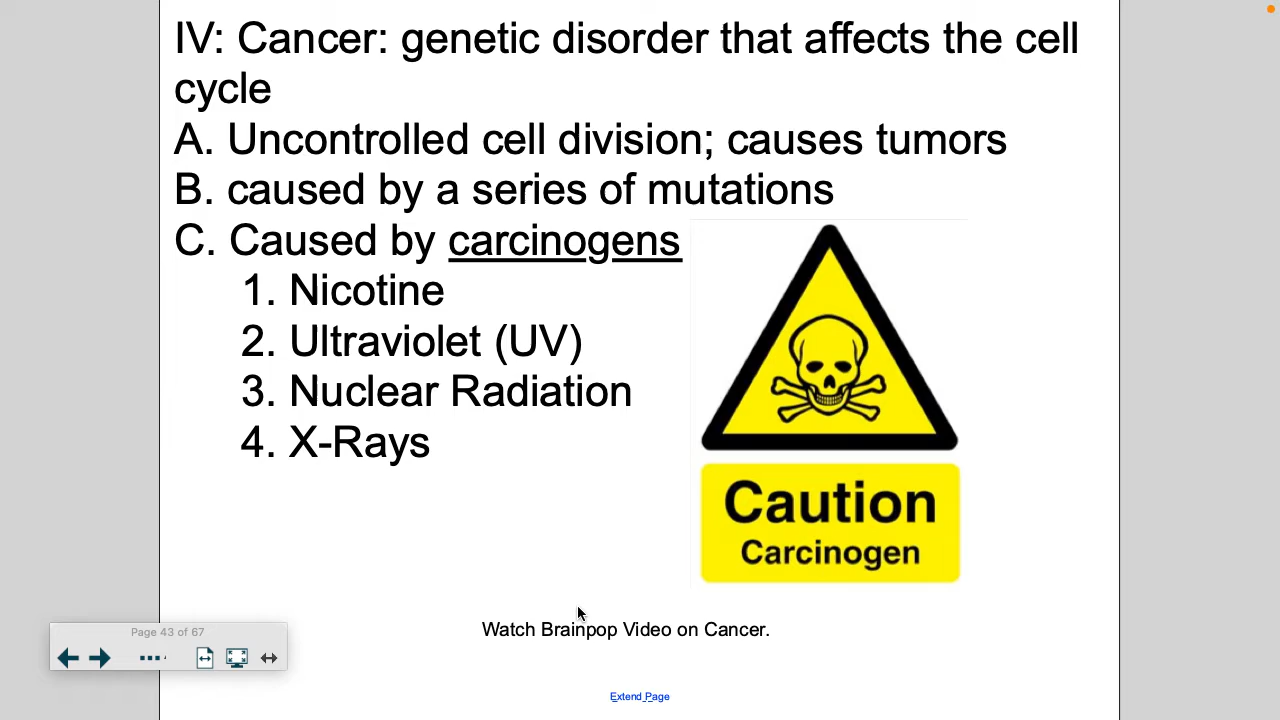 IV: Cancer: genetic disorder that affects the cell
cycle
A. Uncontrolled cell division; causes tumors
B. caused by a series of mutations
C. Caused by carcinogens
1. Nicotine
2. Ultraviolet (UV)
3. Nuclear Radiation
4. X-Rays
Caution
Carcinogen
Watch Brainpop Video on Cancer.
Page 43 of 67
Extend Page